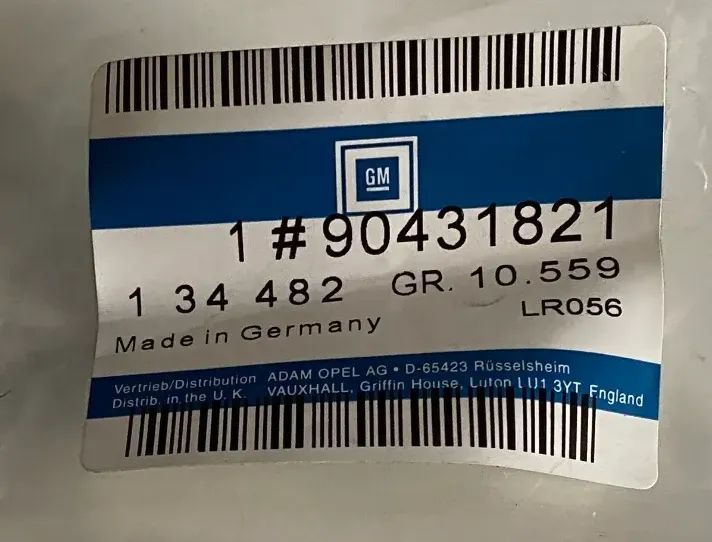 GM
1 #90431821
1 34 482 GR. 10.559
LR056
Made in Germany
Vertrieb/Distribution ADAM OPEL AG • D-65423 Rüsselsheim
Distrib. in the U. K. VAUXHALL, Griffin House, Luton LU1 3YT England